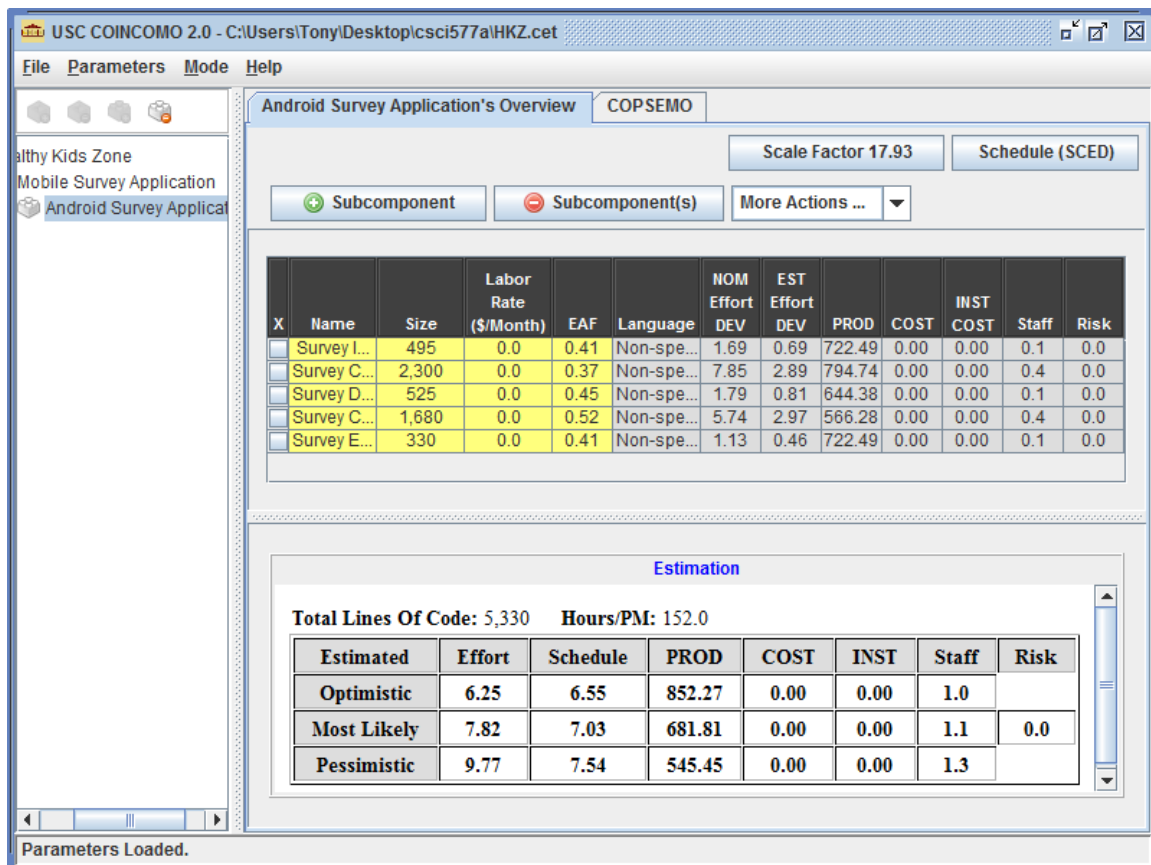 USC COINCOMO 2.0 - C:\Users\Tony\Desktop\csci577a\HKZ.cet
File Parameters Mode Help
Android Survey Application's Overview COPSEMO
Scale Factor 17.93 Schedule (SCED)
althy Kids Zone
Mobile Survey Application
Android Survey Applicat
Subcomponent Subcomponent(s) More Actions ...
X Name Size Labor Rate ($/Month) EAF Language NOM Effort DEV EST Effort DEV PROD COST INST COST Staff Risk
Survey I... 495 0.0 0.41 Non-spe... 1.69 0.69 722.49 0.00 0.00 0.1 0.0
Survey C... 2,300 0.0 0.37 Non-spe... 7.85 2.89 794.74 0.00 0.00 0.4 0.0
Survey D... 525 0.0 0.45 Non-spe... 1.79 0.81 644.38 0.00 0.00 0.1 0.0
Survey C... 1,680 0.0 0.52 Non-spe... 5.74 2.97 566.28 0.00 0.00 0.4 0.0
Survey E... 330 0.0 0.41 Non-spe... 1.13 0.46 722.49 0.00 0.00 0.1 0.0
Estimation
Total Lines Of Code: 5,330 Hours/PM: 152.0
Estimated Effort Schedule PROD COST INST Staff Risk
Optimistic 6.25 6.55 852.27 0.00 0.00 1.0
Most Likely 7.82 7.03 681.81 0.00 0.00 1.1 0.0
Pessimistic 9.77 7.54 545.45 0.00 0.00 1.3
Parameters Loaded.